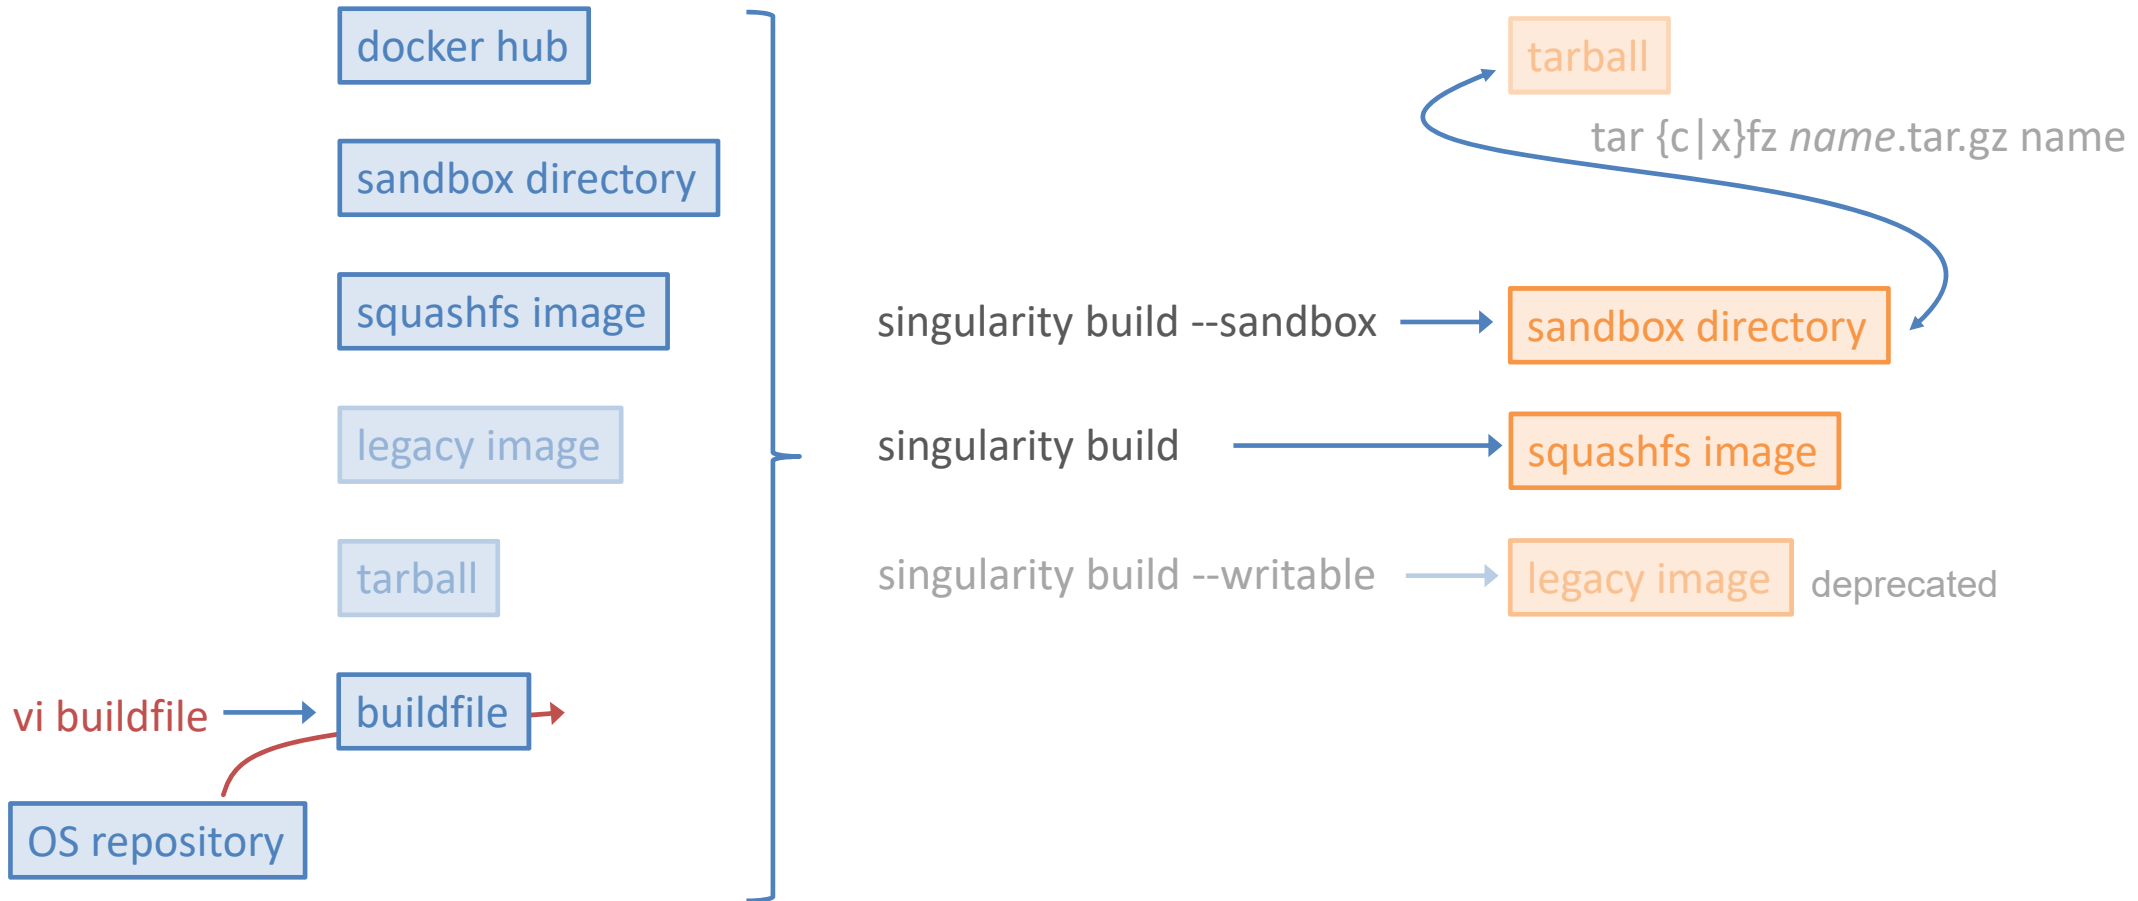 docker hub
sandbox directory
squashfs image
legacy image
tarball
vi buildfile
buildfile
OS repository
singularity build --sandbox
singularity build
singularity build --writable
tarball
tar {c|x}fz name.tar.gz name
sandbox directory
squashfs image
legacy image
deprecated